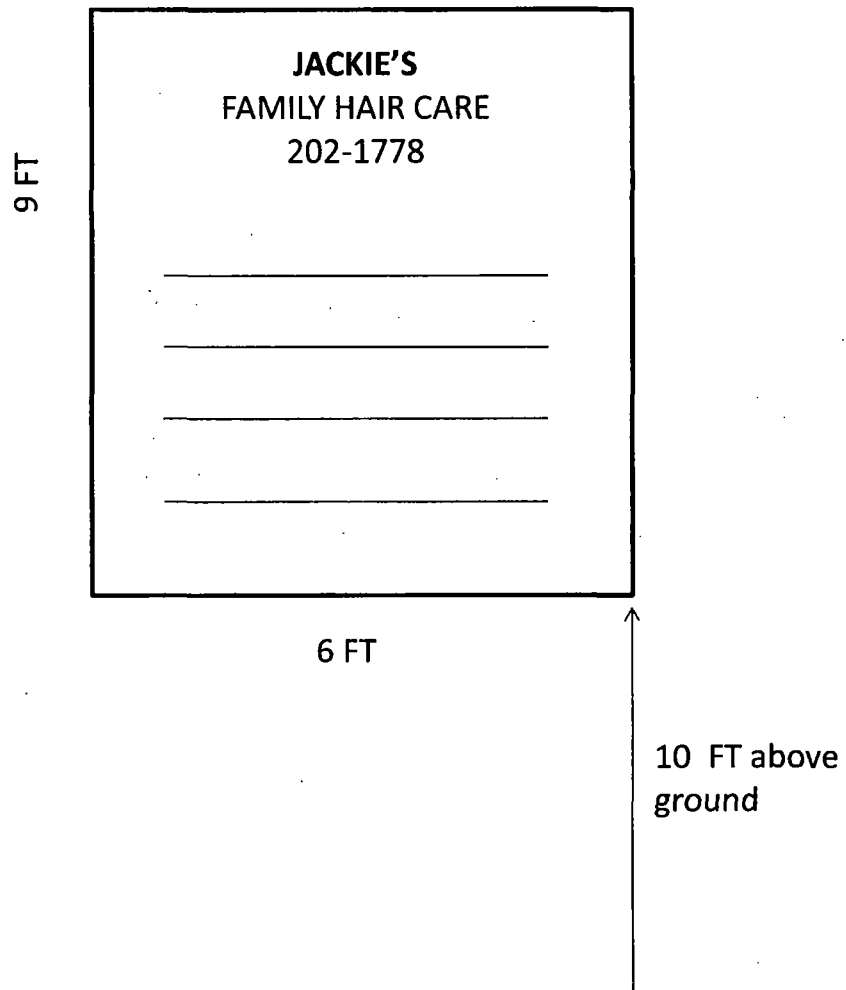 JACKIE'S
FAMILY HAIR CARE
202-1778
9 FT
6 FT
10 FT above
ground